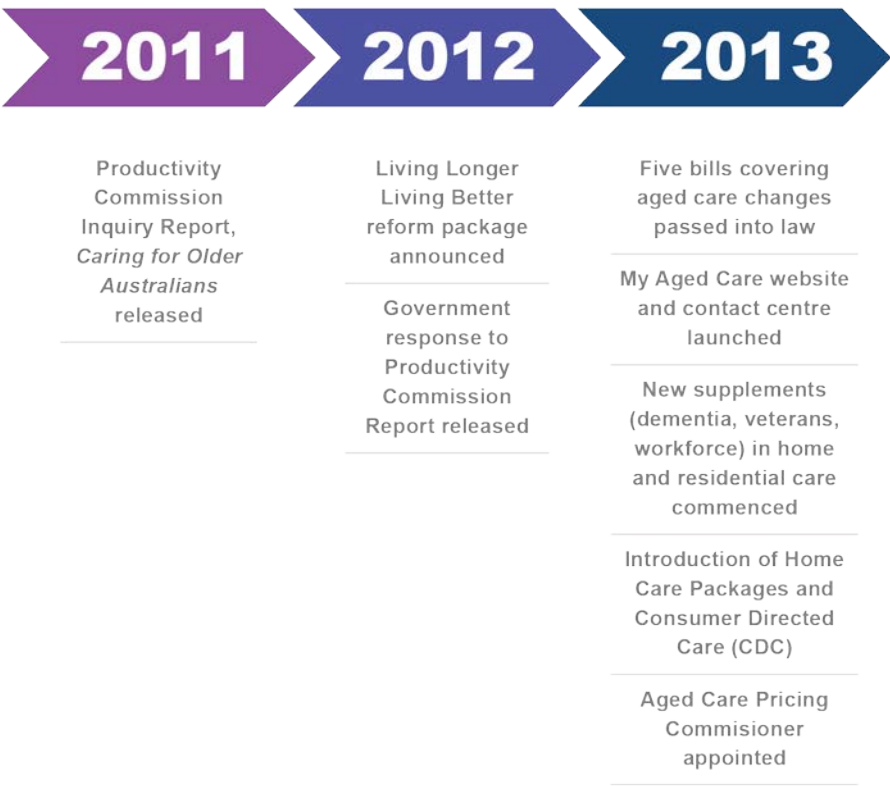 2011
2012
2013
Productivity
Commission
Inquiry Report,
Caring for Older
Australians
released
Living Longer
Living Better
reform package
announced
Government
response to
Productivity
Commission
Report released
Five bills covering
aged care changes
passed into law
My Aged Care website
and contact centre
launched
New supplements
(dementia, veterans,
workforce) in home
and residential care
commenced
Introduction of Home
Care Packages and
Consumer Directed
Care (CDC)
Aged Care Pricing
Commisioner
appointed